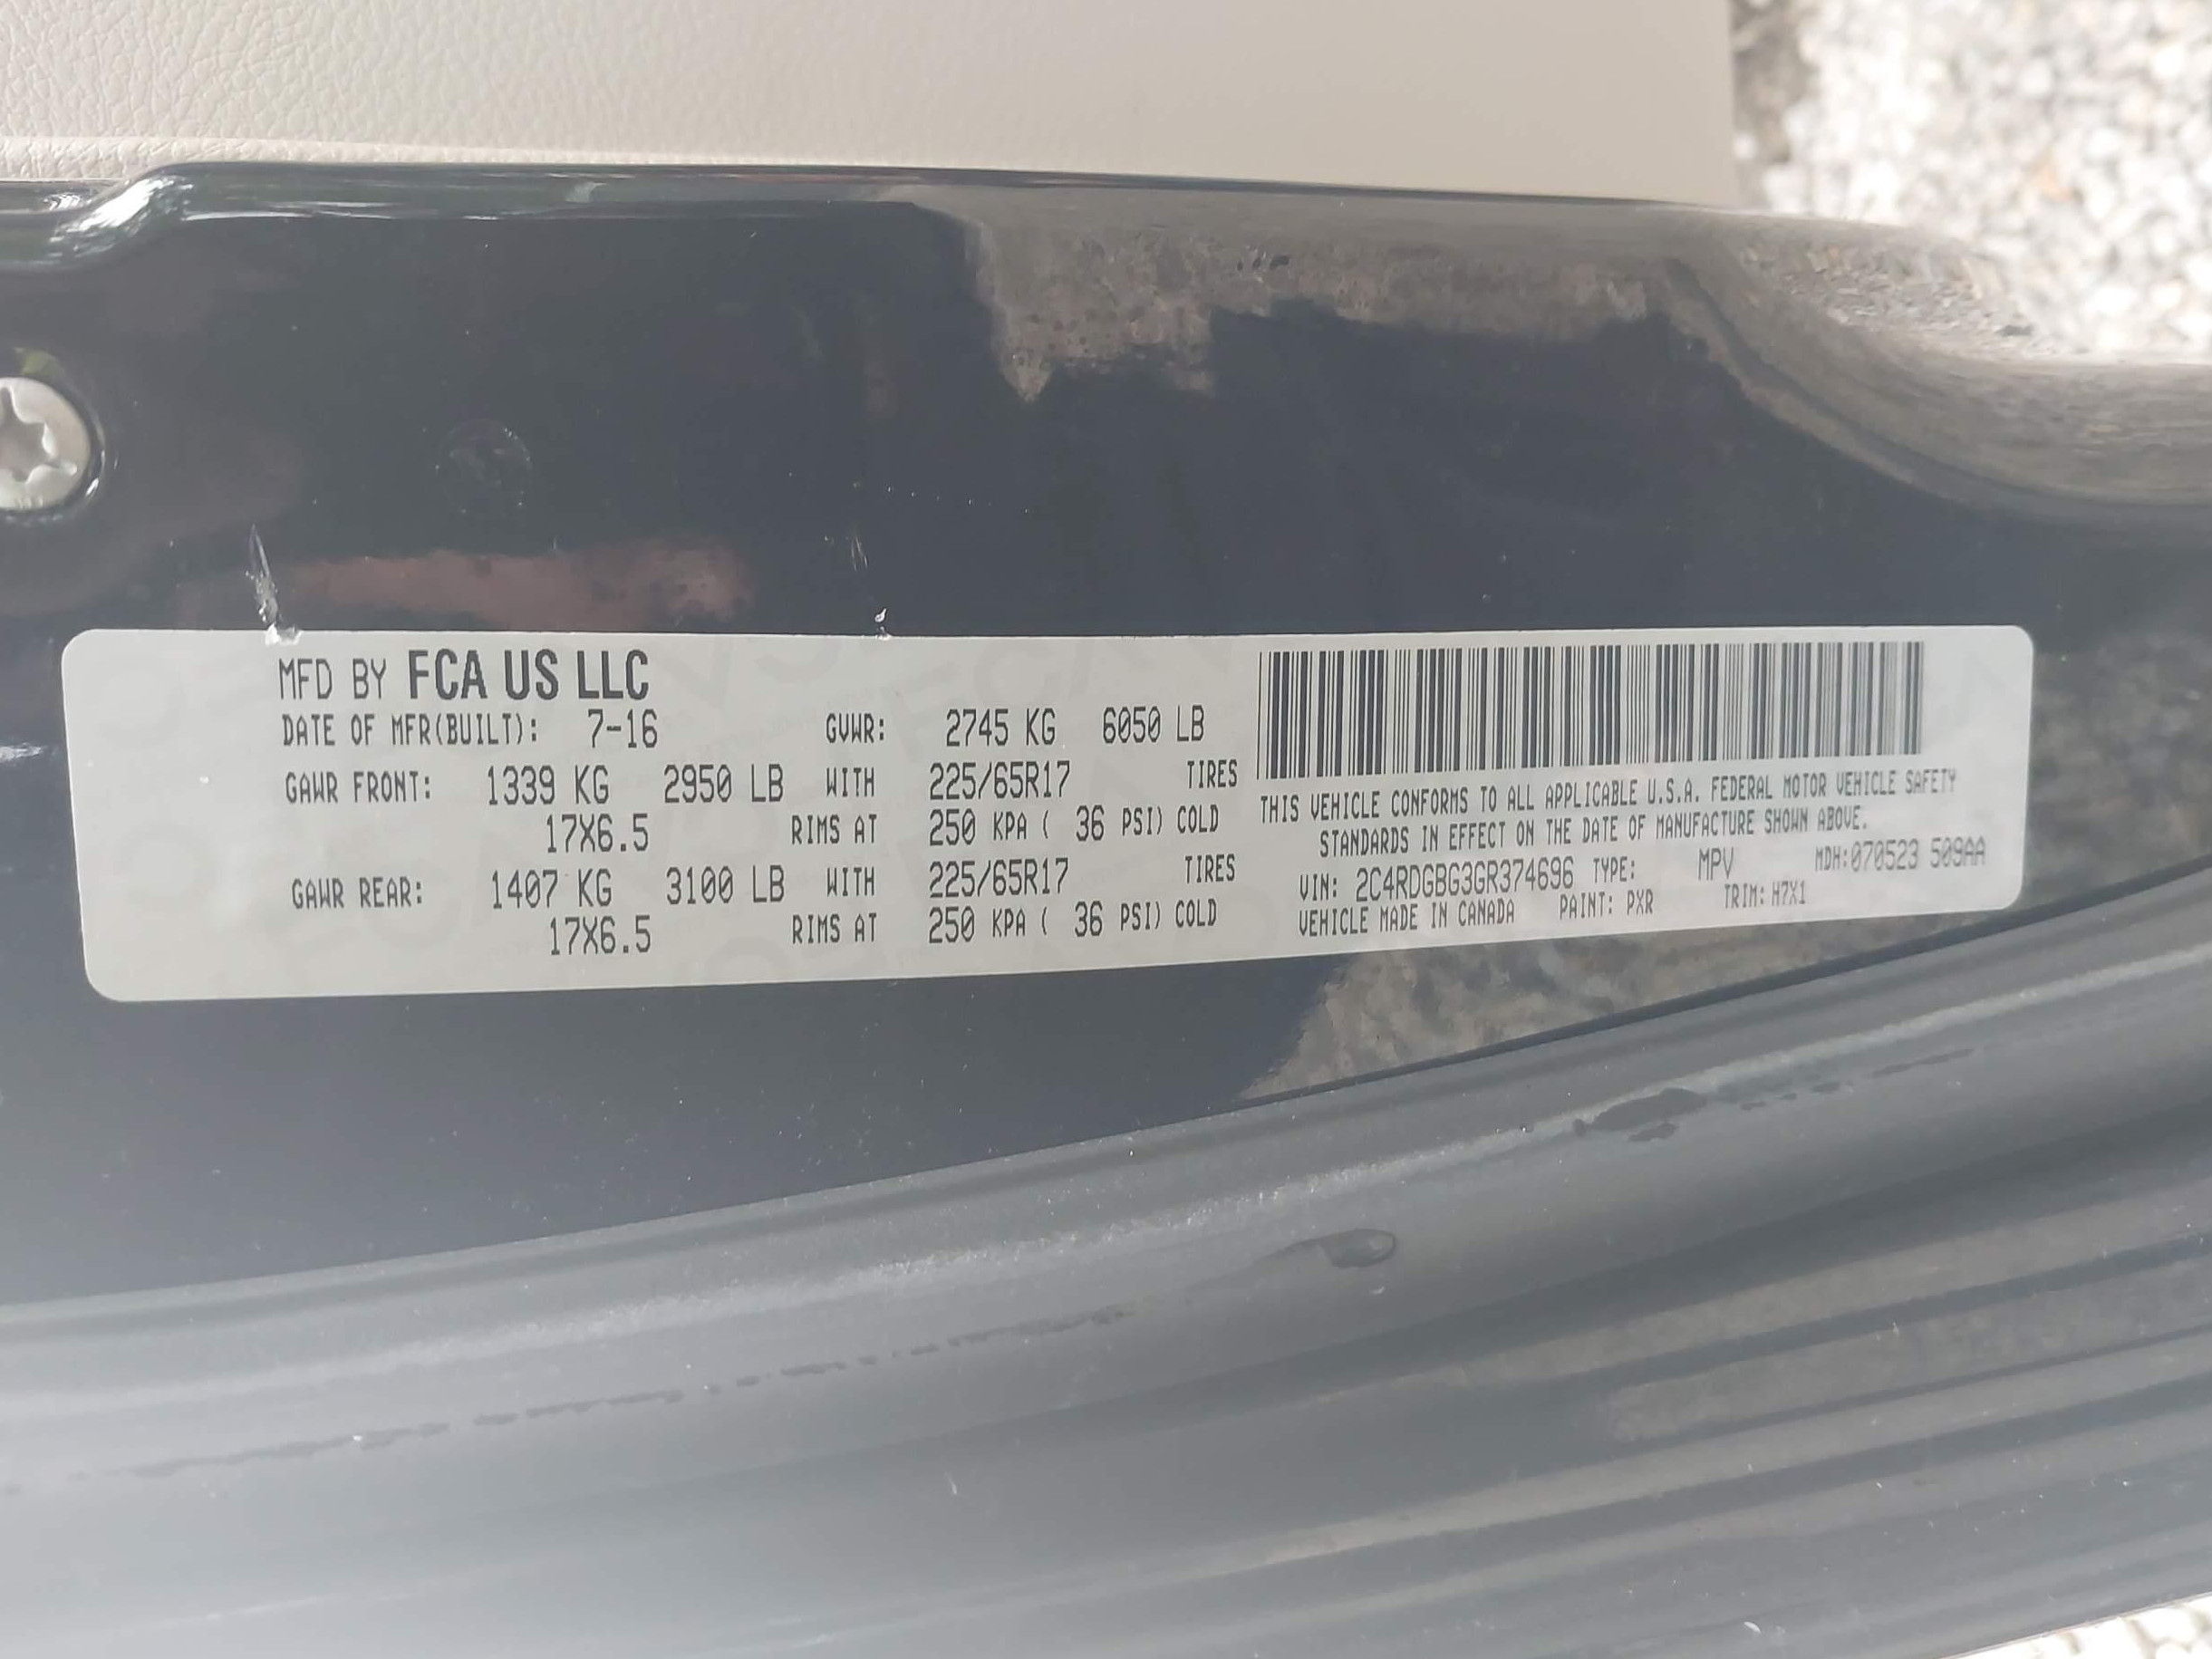 MFD BY FCA US LLC
DATE OF MFR(BUILT): 7-16 GVWR: 2745 KG 6050 LB
GAWR FRONT: 1339 KG 2950 LB WITH 225/65R17 TIRES
17X6.5 RIMS AT 250 KPA ( 36 PSI) COLD
GAWR REAR: 1407 KG 3100 LB WITH 225/65R17 TIRES
17X6.5 RIMS AT 250 KPA ( 36 PSI) COLD
THIS VEHICLE CONFORMS TO ALL APPLICABLE U.S.A. FEDERAL MOTOR VEHICLE SAFETY
STANDARDS IN EFFECT ON THE DATE OF MANUFACTURE SHOWN ABOVE.
VIN: 2C4RDGBG3GR374696 TYPE: MPV MDH:070523 509AA
VEHICLE MADE IN CANADA PAINT: PXR TRIM: H7X1